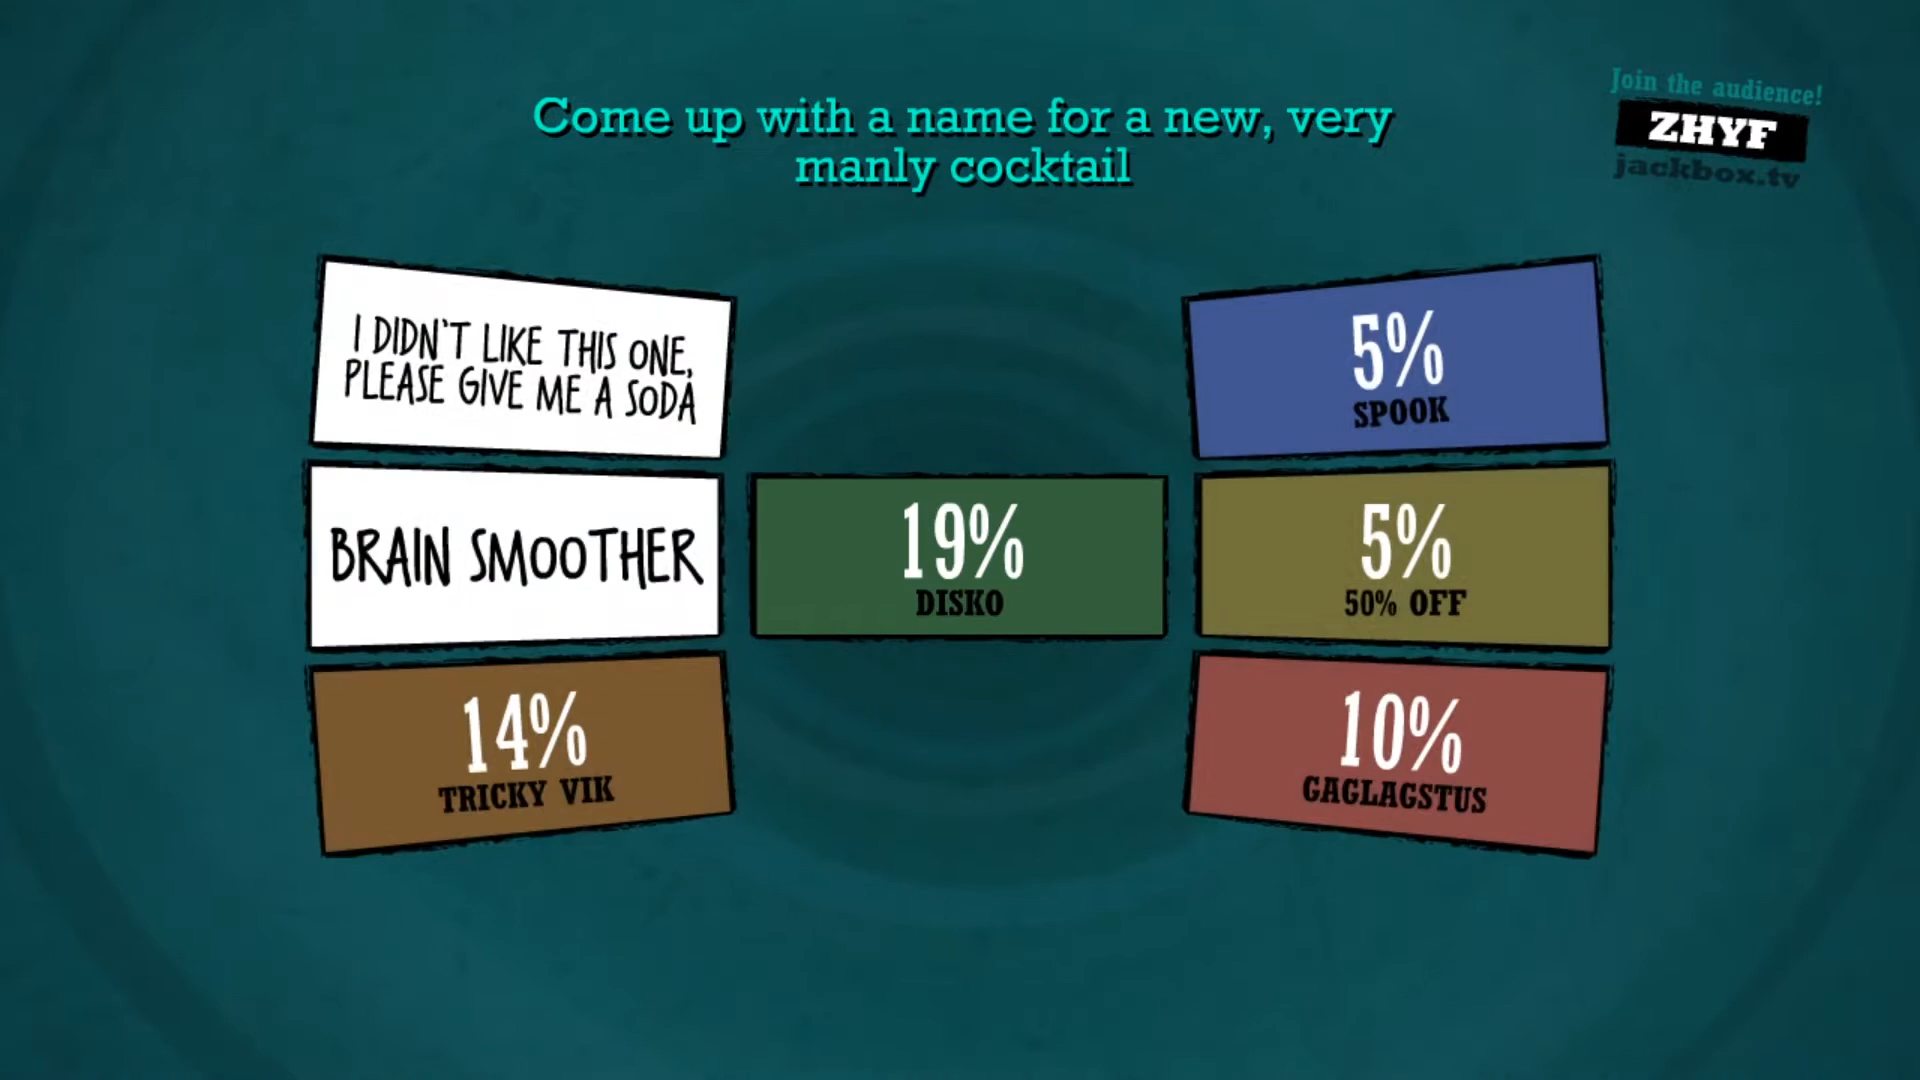 Come up with a name for a new, very
manly cocktail
Join the audience!
ZHYF
jackbox.tv
I DIDN'T LIKE THIS ONE,
PLEASE GIVE ME A SODA
5%
SPOOK
BRAIN SMOOTHER
19%
DISKO
5%
50% OFF
14%
TRICKY VIK
10%
GAGLAGSTUS